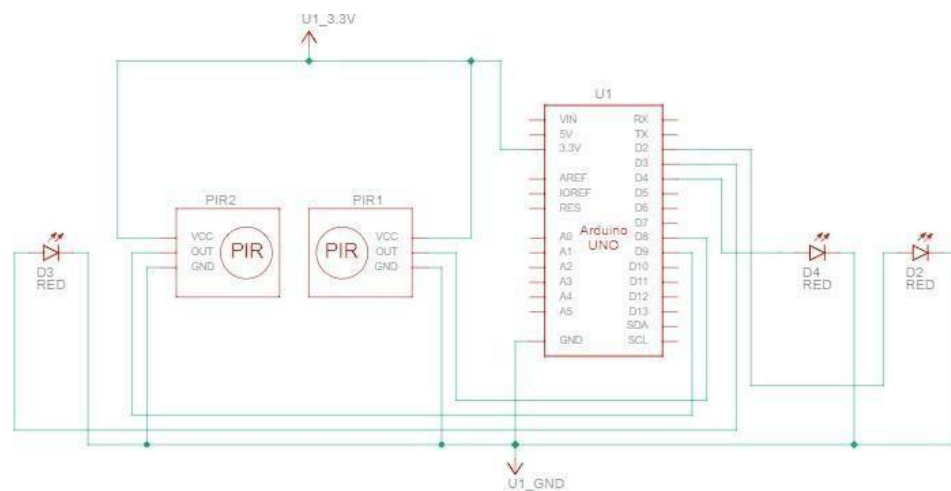 U1_3.3V
U1
VIN
5V
3.3V
AREF
IOREF
RES
A0
A1
A2
A3
A4
A5
GND
Arduino
UNO
RX
TX
D2
D3
D4
D5
D6
D7
D8
D9
D10
D11
D12
D13
SDA
SCL
PIR2
VCC
OUT
GND
PIR
PIR1
PIR
VCC
OUT
GND
D3
RED
D4
RED
D2
RED
U1_GND